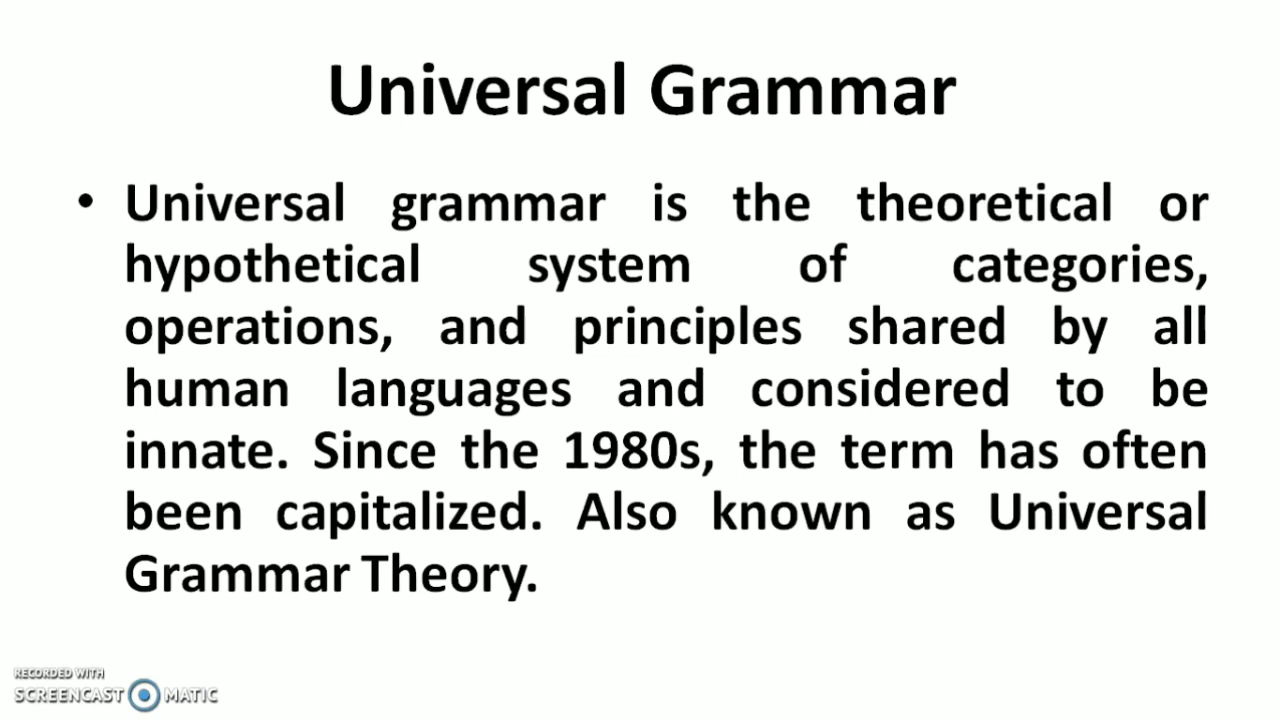 Universal Grammar
• Universal grammar is the theoretical or
hypothetical system of categories,
operations, and principles shared by all
human languages and considered to be
innate. Since the 1980s, the term has often
been capitalized. Also known as Universal
Grammar Theory.
RECORDED WITH
SCREENCAST MATIC